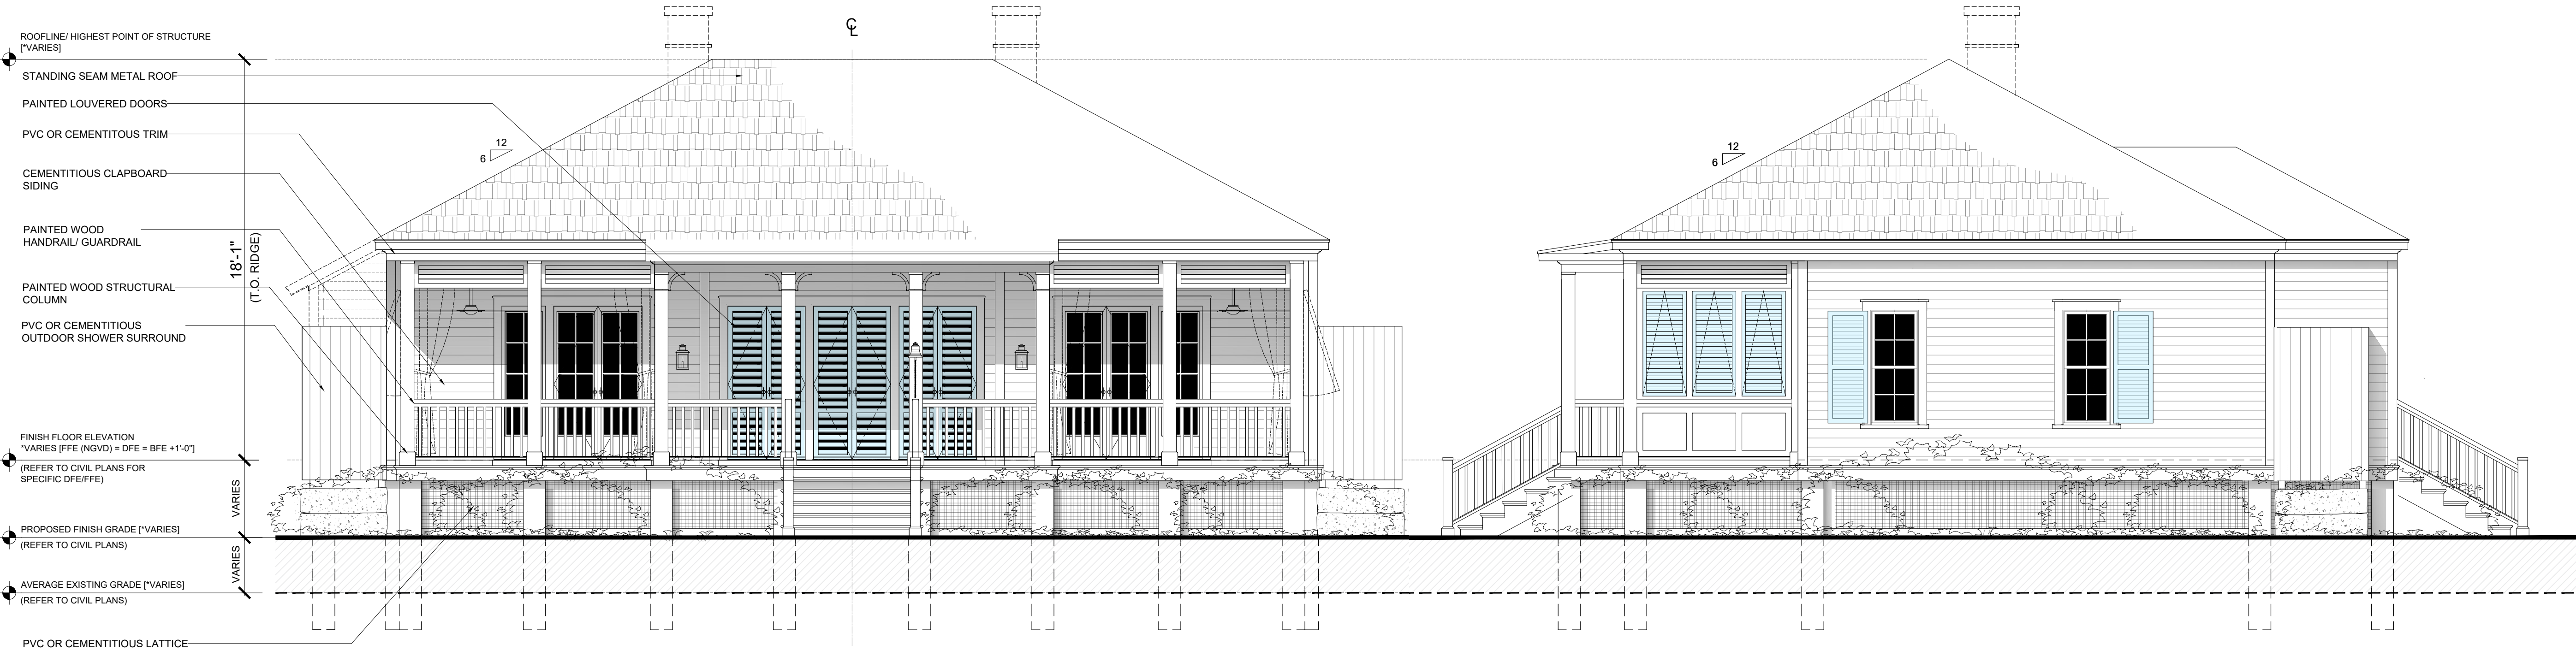 ROOFLINE/ HIGHEST POINT OF STRUCTURE
[*VARIES]
STANDING SEAM METAL ROOF
PAINTED LOUVERED DOORS
PVC OR CEMENTITOUS TRIM
CEMENTITIOUS CLAPBOARD
SIDING
PAINTED WOOD
HANDRAIL/ GUARDRAIL
PAINTED WOOD STRUCTURAL
COLUMN
PVC OR CEMENTITIOUS
OUTDOOR SHOWER SURROUND
FINISH FLOOR ELEVATION
*VARIES [FFE (NGVD) = DFE = BFE +1'-0"]
(REFER TO CIVIL PLANS FOR
SPECIFIC DFE/FFE)
PROPOSED FINISH GRADE [*VARIES]
(REFER TO CIVIL PLANS)
AVERAGE EXISTING GRADE [*VARIES]
(REFER TO CIVIL PLANS)
PVC OR CEMENTITIOUS LATTICE
18'-1"
(T.O. RIDGE)
VARIES
VARIES
℄
12
6
12
6